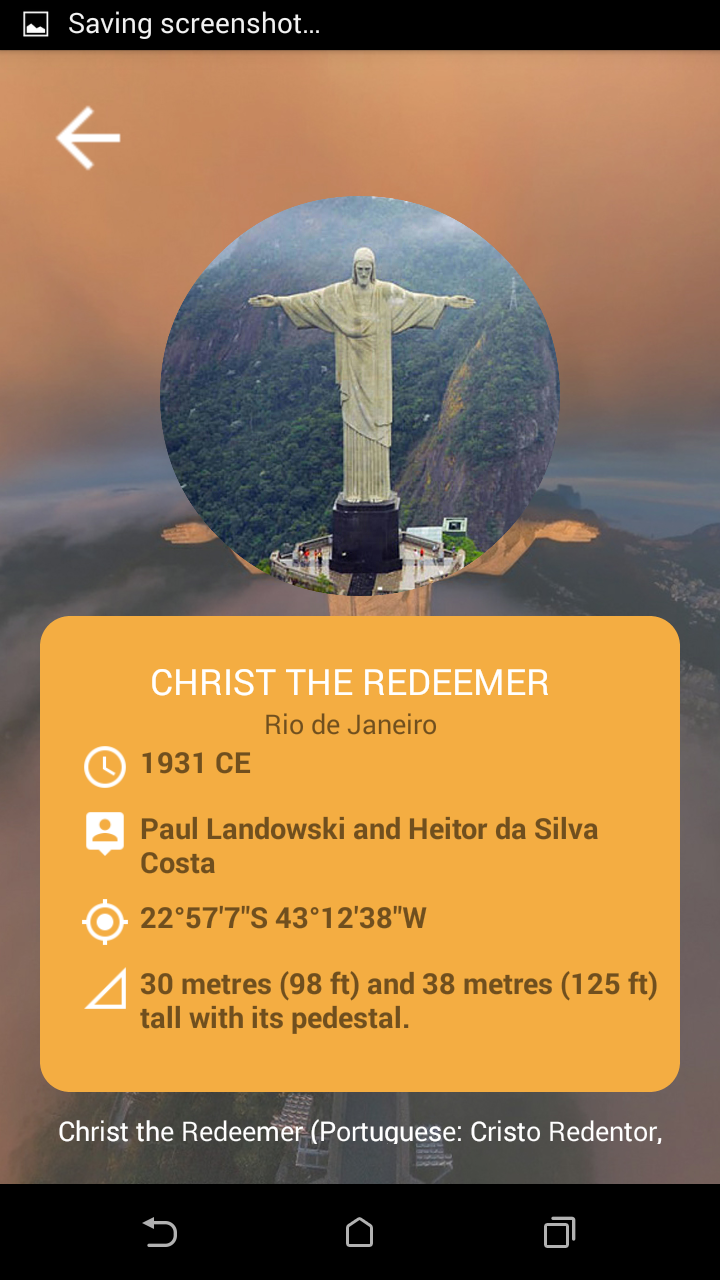 Saving screenshot...
CHRIST THE REDEEMER
Rio de Janeiro
1931 CE
Paul Landowski and Heitor da Silva
Costa
22°57'7"S 43°12'38"W
30 metres (98 ft) and 38 metres (125 ft)
tall with its pedestal.
Christ the Redeemer (Portuguese: Cristo Redentor,